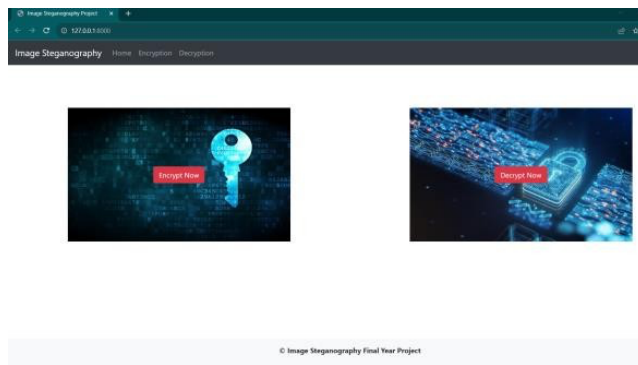 Image Steganography Project
127.0.0.1:8000
Image Steganography Home Encryption Decryption
Encrypt Now
Decrypt Now
© Image Steganography Final Year Project